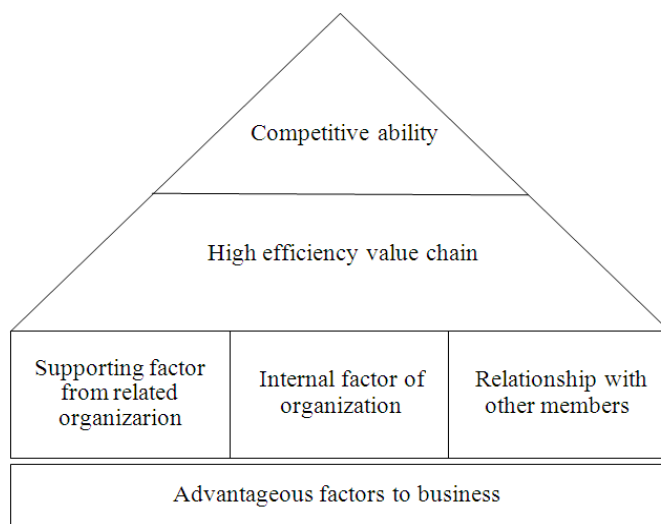 Competitive ability
High efficiency value chain
Supporting factor
from related
organizarion
Internal factor of
organization
Relationship with
other members
Advantageous factors to business